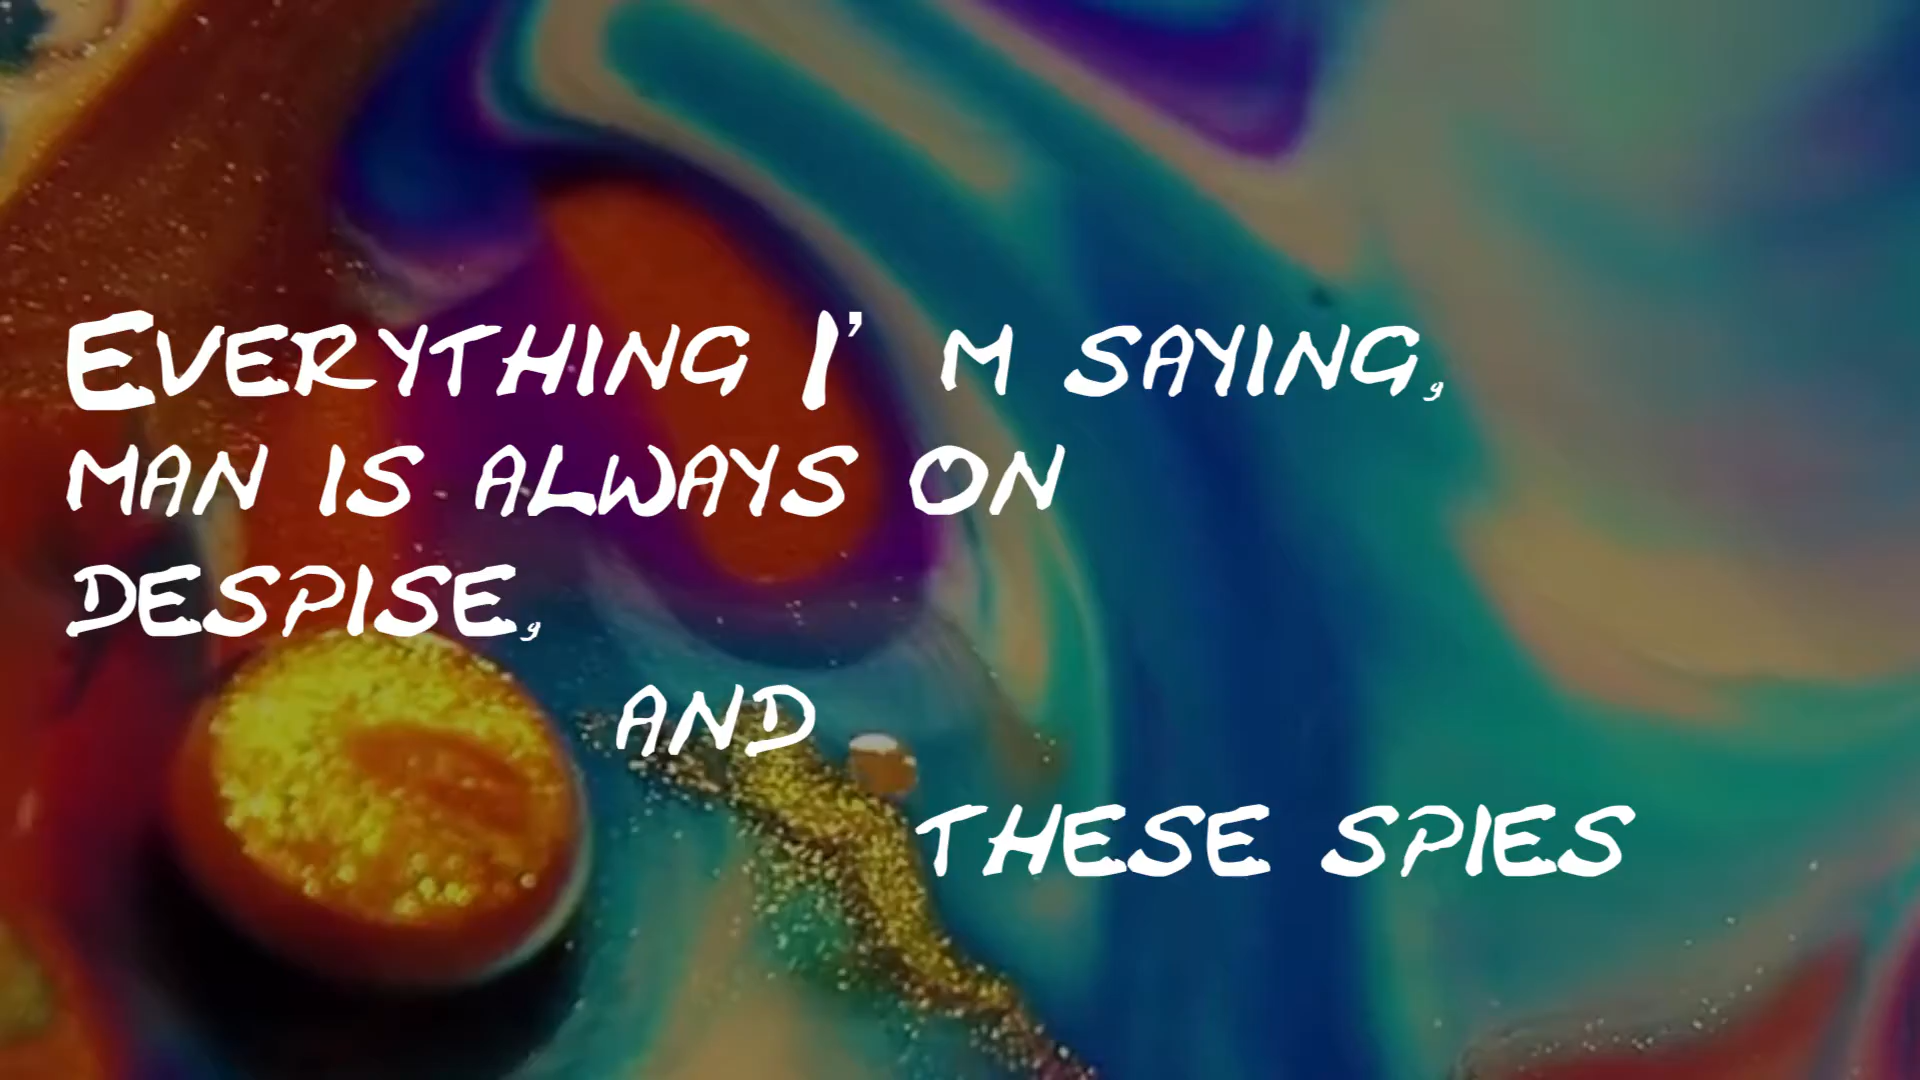 Everything I'm saying,
man is always on
despise,
and
these spies